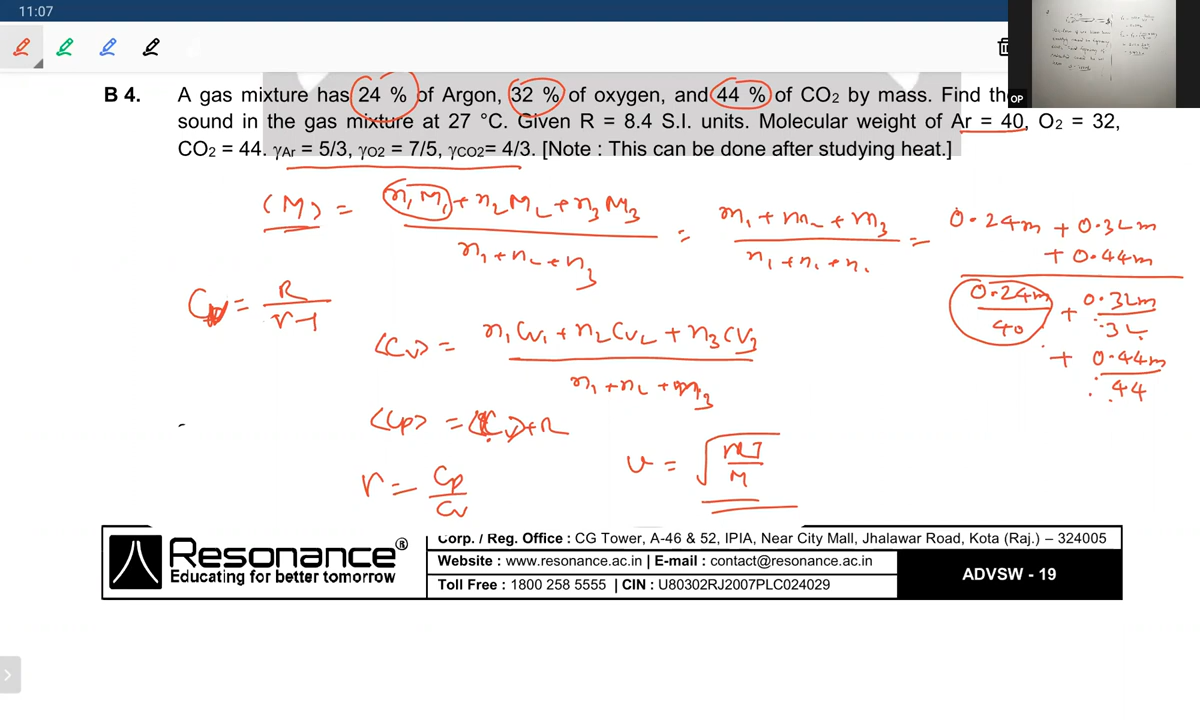 11:07
B 4. A gas mixture has 24 % of Argon, 32 % of oxygen, and 44 % of CO2 by mass. Find th
OP
sound in the gas mixture at 27 °C. Given R = 8.4 S.I. units. Molecular weight of Ar = 40, O2 = 32,
CO2 = 44. γAr = 5/3, γO2 = 7/5, γCO2= 4/3. [Note : This can be done after studying heat.]
⟨M⟩ = (n1M1 + n2M2 + n3M3) / (n1 + n2 + n3) = (m1 + m2 + m3) / (n1 + n2 + n.) = (0.24m + 0.32m + 0.44m) / (0.24m/40 + 0.32m/32 + 0.44m/44)
Cv = R / (γ-1)
⟨Cv⟩ = (n1Cv1 + n2Cv2 + n3Cv3) / (n1 + n2 + n3)
⟨Cp⟩ = ⟨Cv⟩+R
γ = Cp / Cv
v = √(γRT / M)
Resonance®
Educating for better tomorrow
Corp. / Reg. Office : CG Tower, A-46 & 52, IPIA, Near City Mall, Jhalawar Road, Kota (Raj.) – 324005
Website : www.resonance.ac.in | E-mail : contact@resonance.ac.in
Toll Free : 1800 258 5555 | CIN : U80302RJ2007PLC024029
ADVSW - 19